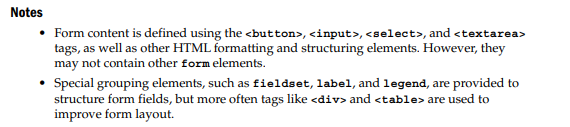 Notes
• Form content is defined using the <button>, <input>, <select>, and <textarea>
tags, as well as other HTML formatting and structuring elements. However, they
may not contain other form elements.
• Special grouping elements, such as fieldset, label, and legend, are provided to
structure form fields, but more often tags like <div> and <table> are used to
improve form layout.